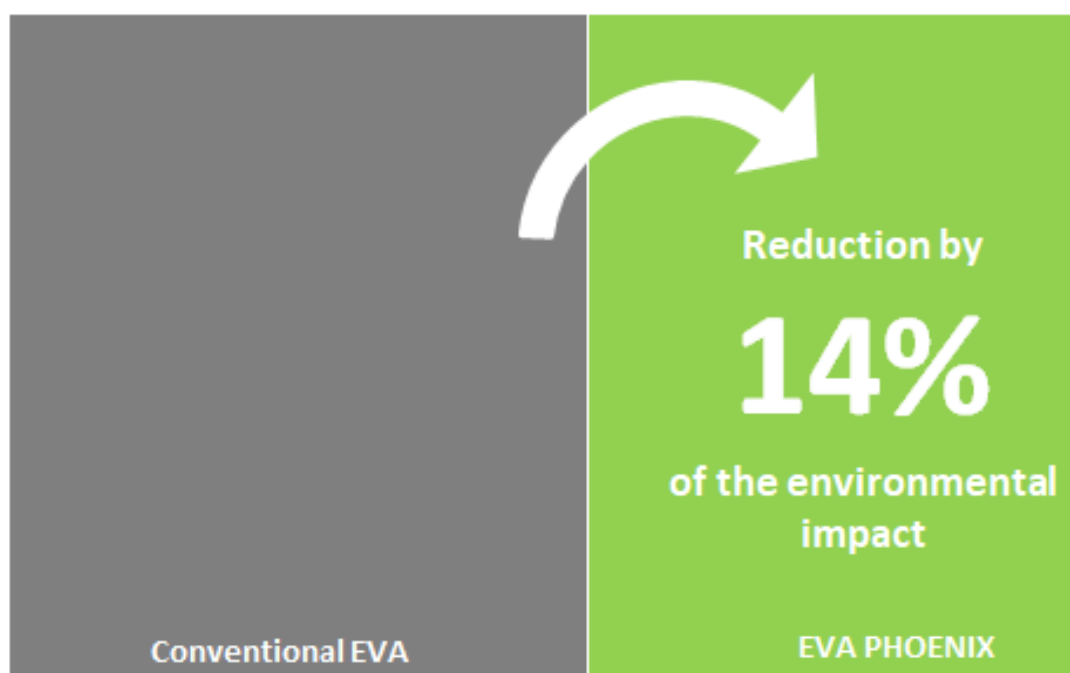 Reduction by
14%
of the environmental
impact
Conventional EVA
EVA PHOENIX